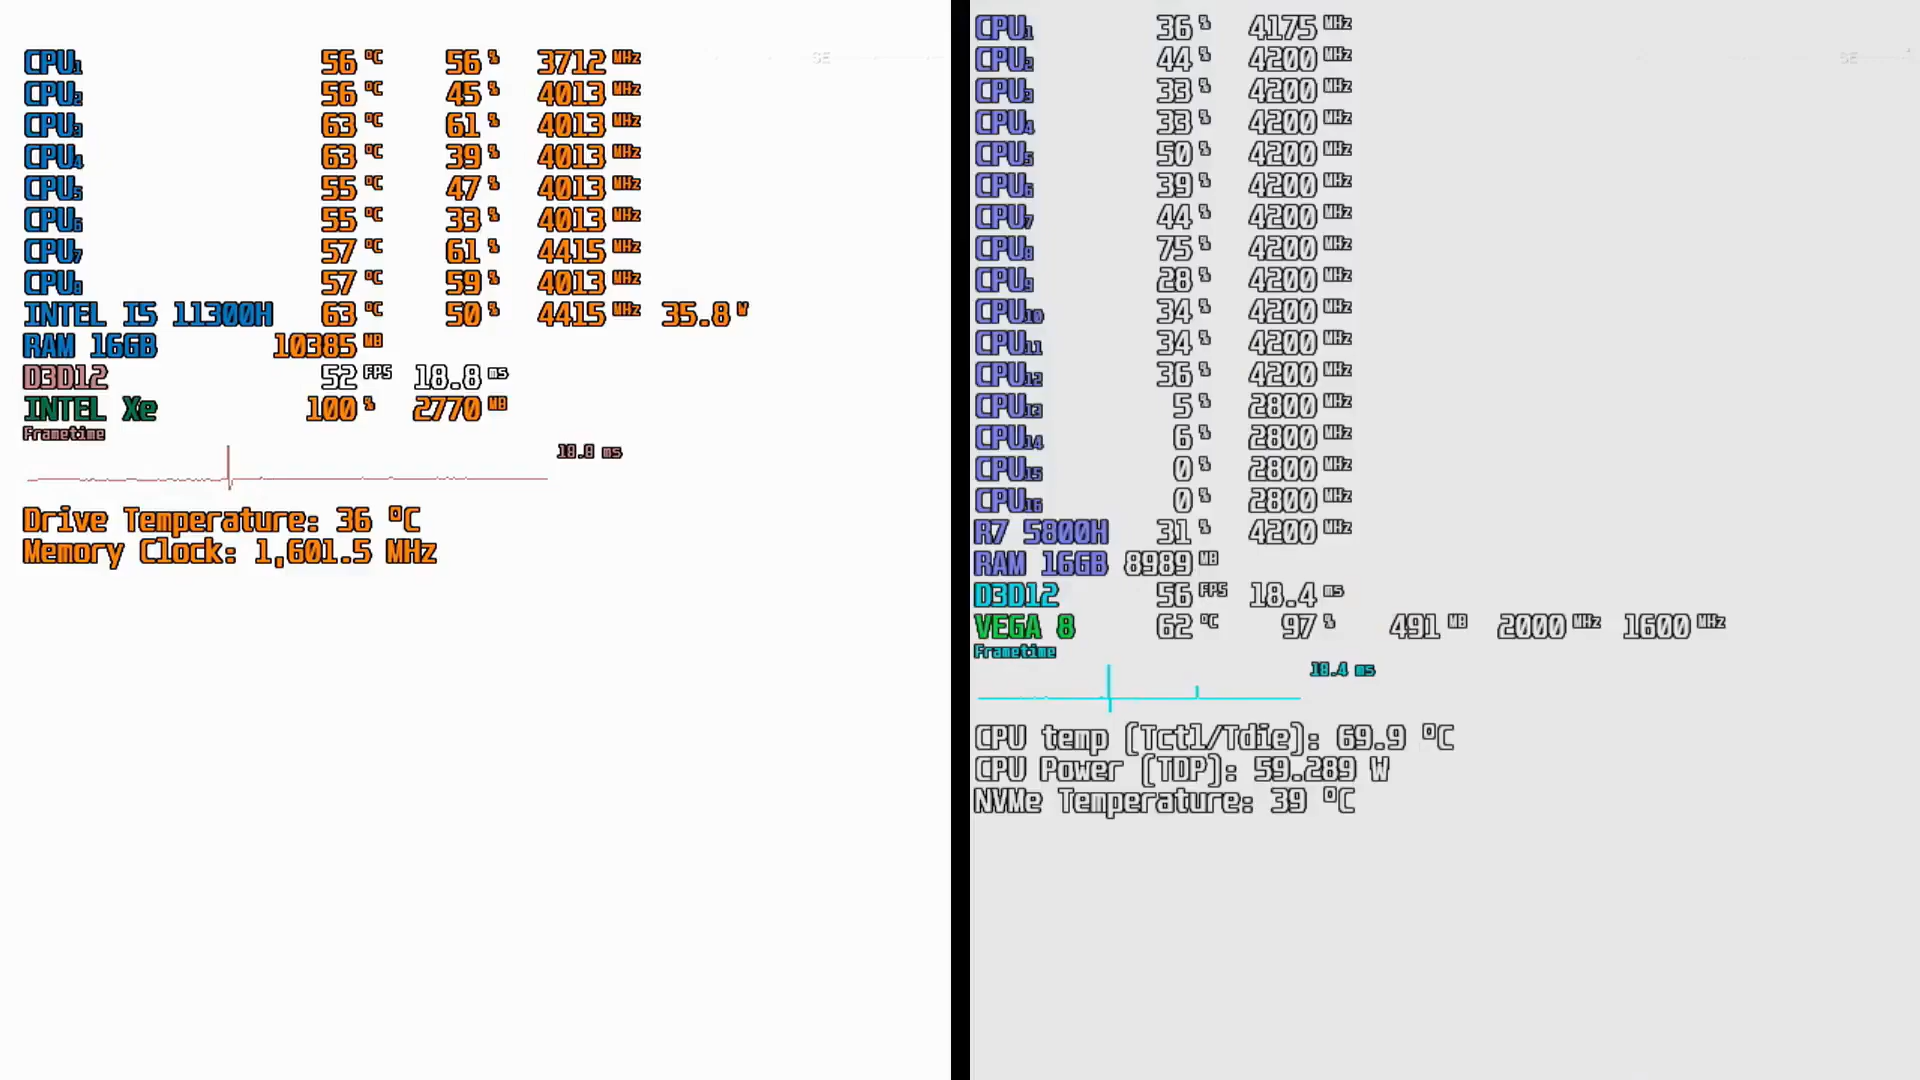 CPU1 56 °C 56 % 3712 MHz
CPU2 56 °C 45 % 4013 MHz
CPU3 63 °C 61 % 4013 MHz
CPU4 63 °C 39 % 4013 MHz
CPU5 55 °C 47 % 4013 MHz
CPU6 55 °C 33 % 4013 MHz
CPU7 57 °C 61 % 4415 MHz
CPU8 57 °C 59 % 4013 MHz
INTEL I5 11300H 63 °C 50 % 4415 MHz 35.8 W
RAM 16GB 10385 MB
D3D12 52 FPS 18.8 ms
INTEL Xe 100 % 2770 MB
Frametime
18.8 ms
Drive Temperature: 36 °C
Memory Clock: 1,601.5 MHz
SE
CPU1 36 % 4175 MHz
CPU2 44 % 4200 MHz
CPU3 33 % 4200 MHz
CPU4 33 % 4200 MHz
CPU5 50 % 4200 MHz
CPU6 39 % 4200 MHz
CPU7 44 % 4200 MHz
CPU8 75 % 4200 MHz
CPU9 28 % 4200 MHz
CPU10 34 % 4200 MHz
CPU11 34 % 4200 MHz
CPU12 36 % 4200 MHz
CPU13 5 % 2800 MHz
CPU14 6 % 2800 MHz
CPU15 0 % 2800 MHz
CPU16 0 % 2800 MHz
R7 5800H 31 % 4200 MHz
RAM 16GB 8989 MB
D3D12 56 FPS 18.4 ms
VEGA 8 62 °C 97 % 491 MB 2000 MHz 1600 MHz
Frametime
18.4 ms
CPU temp (Tctl/Tdie): 69.9 °C
CPU Power (TDP): 59.289 W
NVMe Temperature: 39 °C
SE